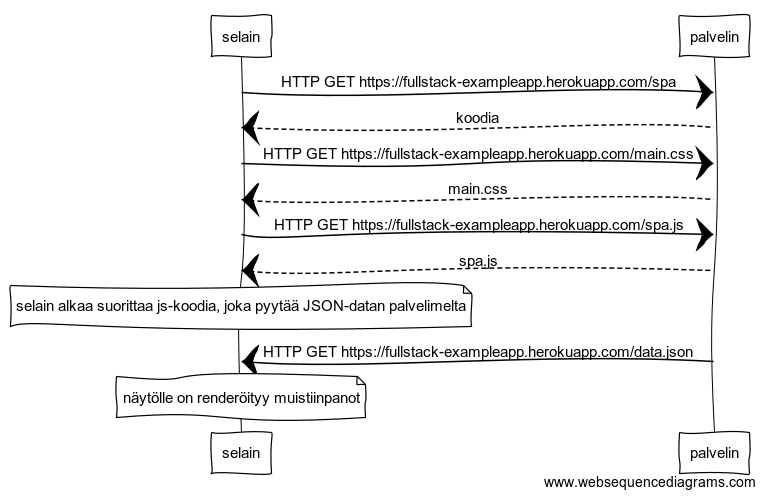 selain
palvelin
HTTP GET https://fullstack-exampleapp.herokuapp.com/spa
koodia
HTTP GET https://fullstack-exampleapp.herokuapp.com/main.css
main.css
HTTP GET https://fullstack-exampleapp.herokuapp.com/spa.js
spa.js
selain alkaa suorittaa js-koodia, joka pyytää JSON-datan palvelimelta
HTTP GET https://fullstack-exampleapp.herokuapp.com/data.json
näytölle on renderöityy muistiinpanot
selain
palvelin
www.websequencediagrams.com